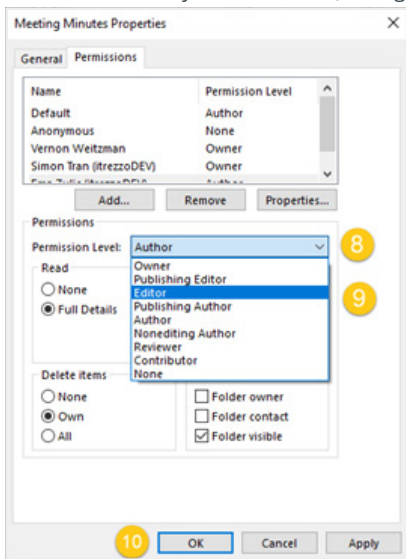 Meeting Minutes Properties
General Permissions
Name Permission Level
Default Author
Anonymous None
Vernon Weitzman Owner
Simon Tran (itrezzoDEV) Owner
Add... Remove Properties...
Permissions
Permission Level: Author
8
Read
None
Full Details
Owner
Publishing Editor
Editor
9
Publishing Author
Author
Nonediting Author
Reviewer
Contributor
None
Delete items
None
Own
All
Folder owner
Folder contact
Folder visible
10
OK Cancel Apply